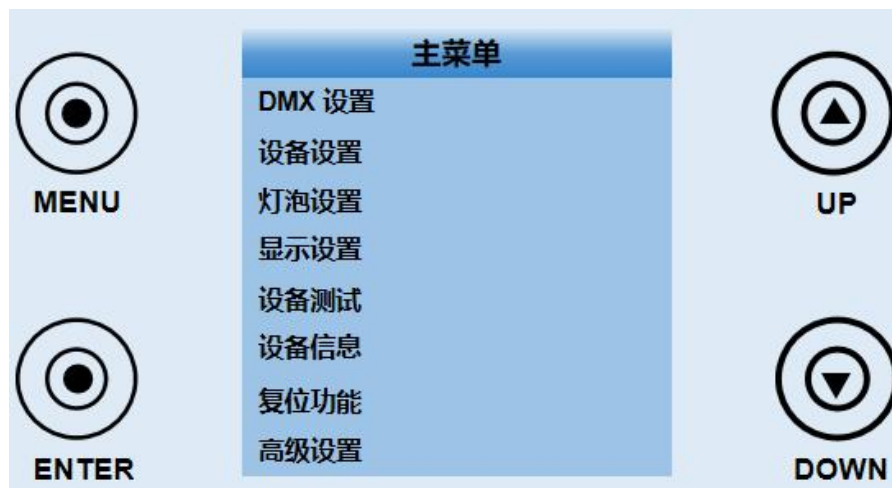 主菜单
DMX 设置
设备设置
灯泡设置
显示设置
设备测试
设备信息
复位功能
高级设置
MENU
ENTER
UP
DOWN